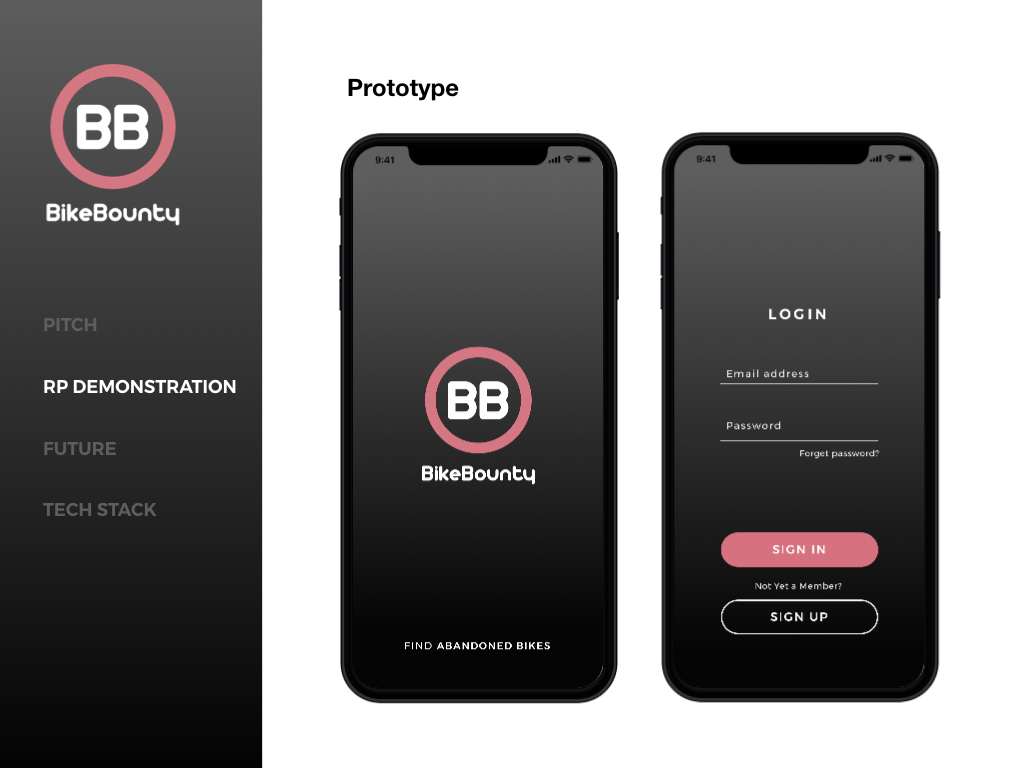 BB
BikeBounty
PITCH
RP DEMONSTRATION
FUTURE
TECH STACK
Prototype
9:41
BB
BikeBounty
FIND ABANDONED BIKES
9:41
LOGIN
Email address
Password
Forget password?
SIGN IN
Not Yet a Member?
SIGN UP